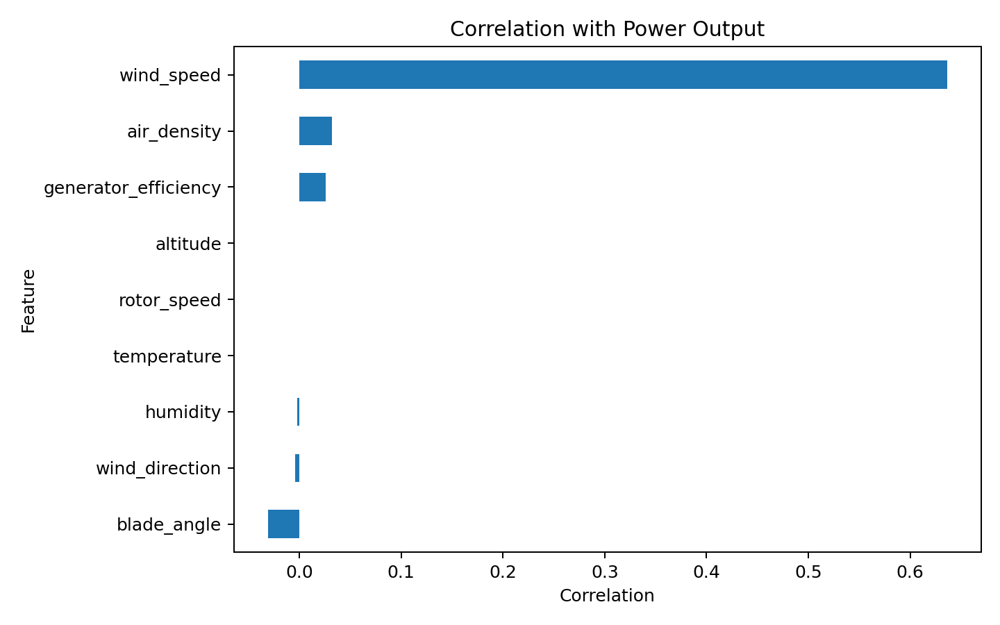 Correlation with Power Output
wind_speed
air_density
generator_efficiency
altitude
rotor_speed
temperature
humidity
wind_direction
blade_angle
Feature
0.0 0.1 0.2 0.3 0.4 0.5 0.6
Correlation